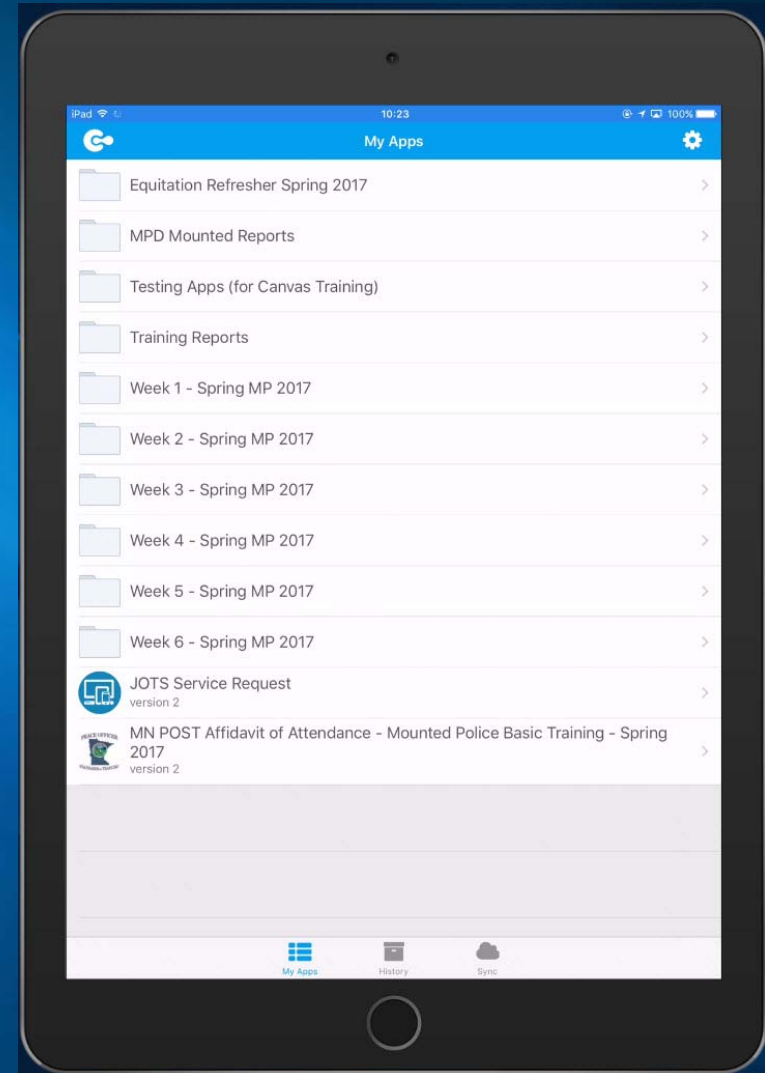 iPad 10:23 100%
My Apps
Equitation Refresher Spring 2017
MPD Mounted Reports
Testing Apps (for Canvas Training)
Training Reports
Week 1 - Spring MP 2017
Week 2 - Spring MP 2017
Week 3 - Spring MP 2017
Week 4 - Spring MP 2017
Week 5 - Spring MP 2017
Week 6 - Spring MP 2017
JOTS Service Request
version 2
PEACE OFFICER
MN POST Affidavit of Attendance - Mounted Police Basic Training - Spring
2017
version 2
My Apps History Sync